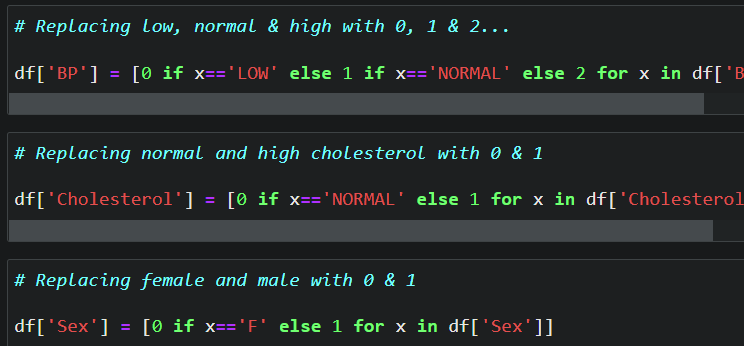 # Replacing low, normal & high with 0, 1 & 2...
df['BP'] = [0 if x=='LOW' else 1 if x=='NORMAL' else 2 for x in df['B
# Replacing normal and high cholesterol with 0 & 1
df['Cholesterol'] = [0 if x=='NORMAL' else 1 for x in df['Cholesterol
# Replacing female and male with 0 & 1
df['Sex'] = [0 if x=='F' else 1 for x in df['Sex']]